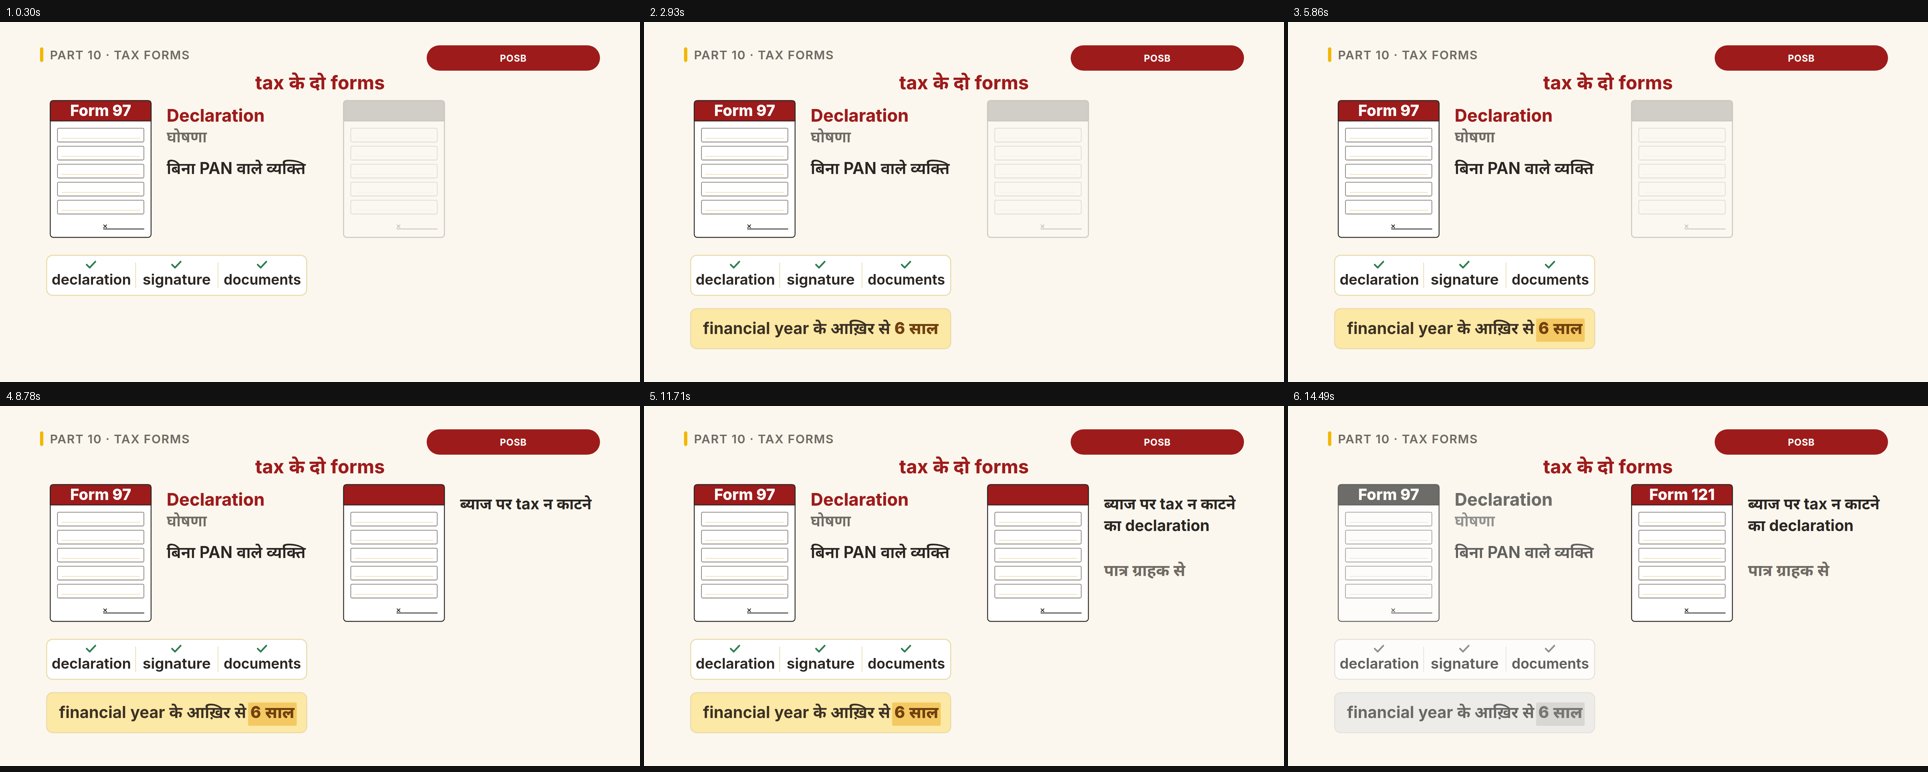 1. 0.30s
PART 10 · TAX FORMS
POSB
tax के दो forms
Form 97
Declaration
घोषणा
बिना PAN वाले व्यक्ति
declaration signature documents
2. 2.93s
PART 10 · TAX FORMS
POSB
tax के दो forms
Form 97
Declaration
घोषणा
बिना PAN वाले व्यक्ति
declaration signature documents
financial year के आख़िर से 6 साल
3. 5.86s
PART 10 · TAX FORMS
POSB
tax के दो forms
Form 97
Declaration
घोषणा
बिना PAN वाले व्यक्ति
declaration signature documents
financial year के आख़िर से 6 साल
4. 8.78s
PART 10 · TAX FORMS
POSB
tax के दो forms
Form 97
Declaration
घोषणा
बिना PAN वाले व्यक्ति
ब्याज पर tax न काटने
declaration signature documents
financial year के आख़िर से 6 साल
5. 11.71s
PART 10 · TAX FORMS
POSB
tax के दो forms
Form 97
Declaration
घोषणा
बिना PAN वाले व्यक्ति
ब्याज पर tax न काटने
का declaration
पात्र ग्राहक से
declaration signature documents
financial year के आख़िर से 6 साल
6. 14.49s
PART 10 · TAX FORMS
POSB
tax के दो forms
Form 97
Declaration
घोषणा
बिना PAN वाले व्यक्ति
Form 121
ब्याज पर tax न काटने
का declaration
पात्र ग्राहक से
declaration signature documents
financial year के आख़िर से 6 साल